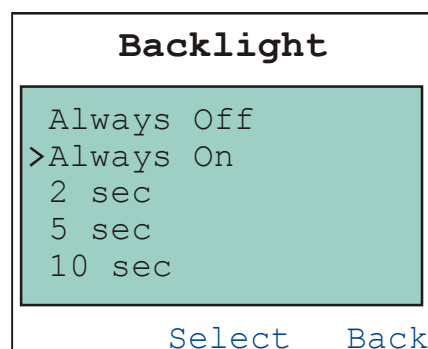 Backlight
Always Off
>Always On
2 sec
5 sec
10 sec
Select Back